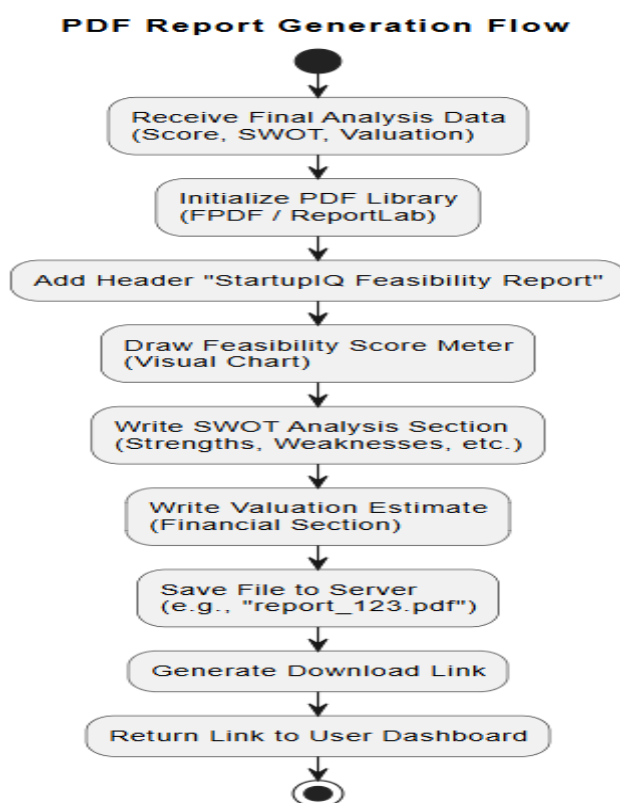 PDF Report Generation Flow
Receive Final Analysis Data
(Score, SWOT, Valuation)
Initialize PDF Library
(FPDF / ReportLab)
Add Header "StartupIQ Feasibility Report"
Draw Feasibility Score Meter
(Visual Chart)
Write SWOT Analysis Section
(Strengths, Weaknesses, etc.)
Write Valuation Estimate
(Financial Section)
Save File to Server
(e.g., "report_123.pdf")
Generate Download Link
Return Link to User Dashboard